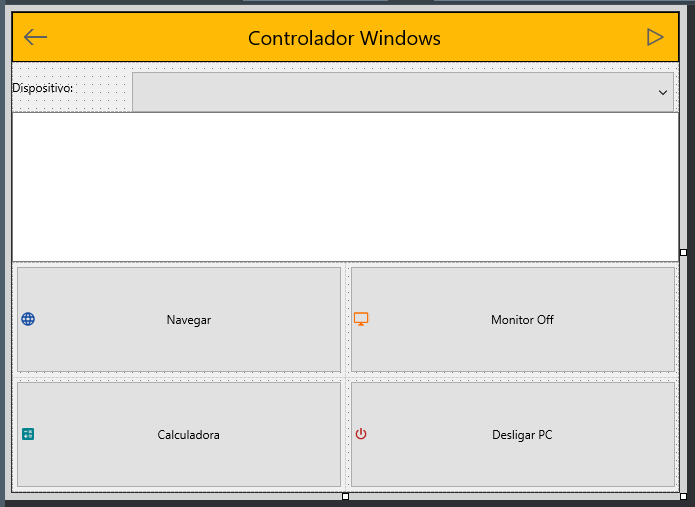 Controlador Windows
Dispositivo:
Navegar
Monitor Off
Calculadora
Desligar PC